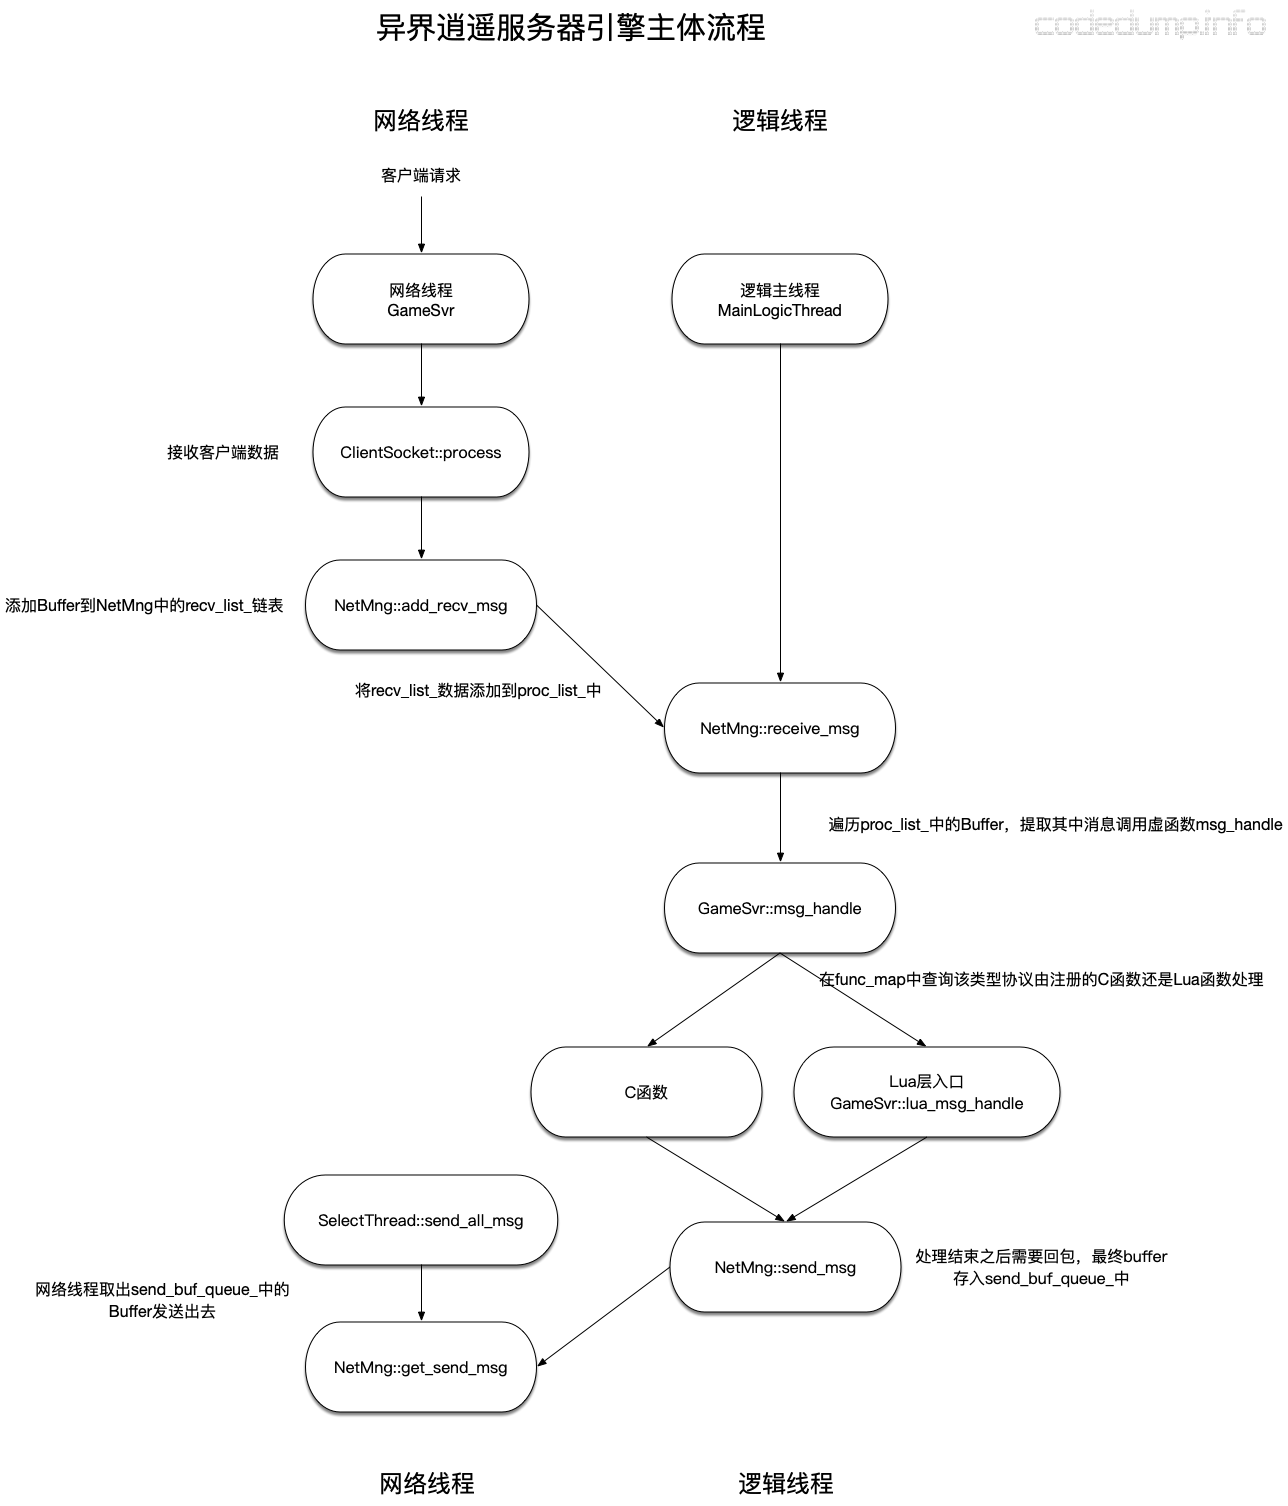 异界逍遥服务器引擎主体流程
codedumpinfo
网络线程
逻辑线程
客户端请求
网络线程
GameSvr
逻辑主线程
MainLogicThread
接收客户端数据
ClientSocket::process
添加Buffer到NetMng中的recv_list_链表
NetMng::add_recv_msg
将recv_list_数据添加到proc_list_中
NetMng::receive_msg
遍历proc_list_中的Buffer，提取其中消息调用虚函数msg_handle
GameSvr::msg_handle
在func_map中查询该类型协议由注册的C函数还是Lua函数处理
C函数
Lua层入口
GameSvr::lua_msg_handle
SelectThread::send_all_msg
NetMng::send_msg
处理结束之后需要回包，最终buffer
存入send_buf_queue_中
网络线程取出send_buf_queue_中的
Buffer发送出去
NetMng::get_send_msg
网络线程
逻辑线程